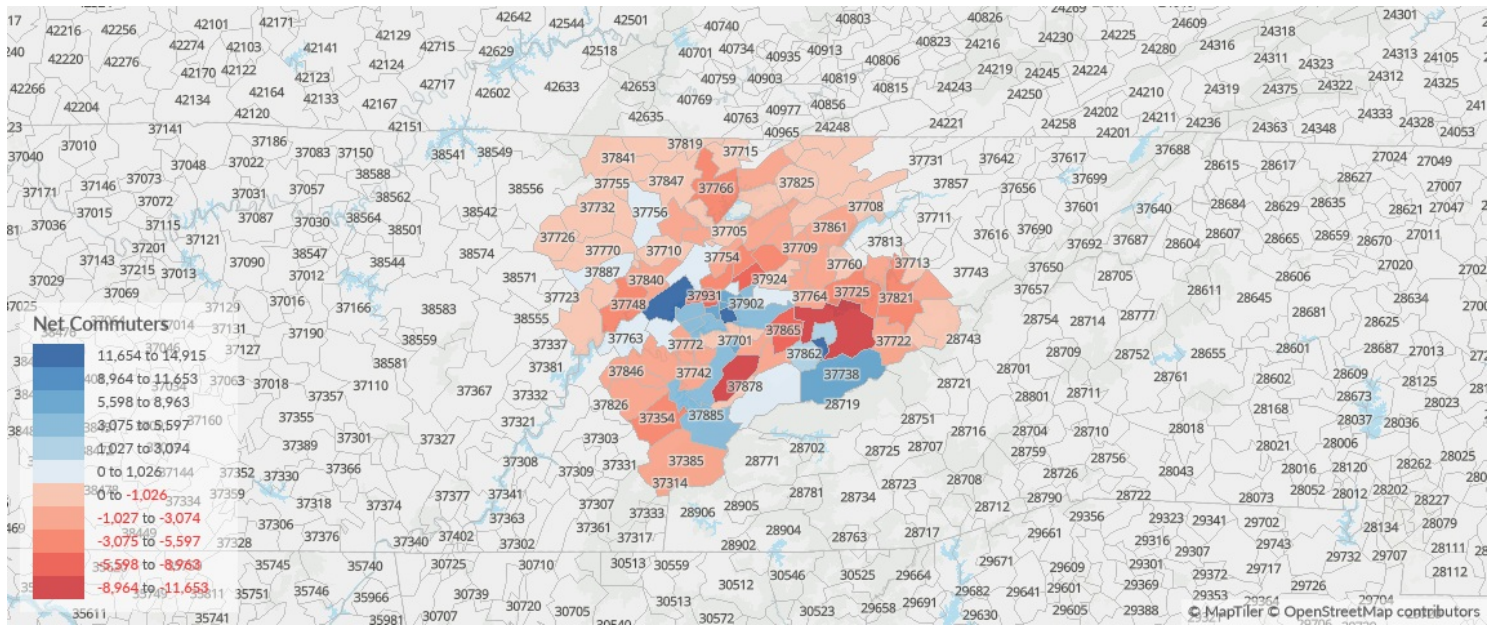 42216 42256 42101 42171 42642 42544 42501 40740 40803 40826 24269 24609 24301
42274 42103 42141 42129 42715 42629 42518 40701 40734 40935 40913 40823 24216 24230 24225 24280 24316 24318
42220 42276 42170 42122 42123 42124 42717 40759 40903 40819 40806 24219 24245 24224 24311 24323 24313 24105
42266 42204 42134 42164 42133 42167 42602 42633 42653 40769 40977 40856 40815 24243 24250 24210 24319 24375 24322 24312 24325
42120 42151 42635 40763 40965 24248 24221 24258 24202 24201 24211 24236 24363 24348 24333 24328 24053
37010 37141 37186 37083 37150 38541 38549 37841 37819 37715 37731 37642 37617 37688 28615 28617 27024 27049
37040 37048 37022 38588 38556 37755 37847 37766 37825 37857 37656 37699 28627 27007
37171 37146 37073 37072 37031 37057 38562 38542 37732 37756 37708 37711 37601 37640 28684 28629 28635 28621 27047
37036 37015 37115 37087 37030 38564 38501 37726 37705 37861 37813 37616 37690 37692 37687 28604 28607 28665 28659 28670 27011
37201 37121 37143 37215 37013 37090 38547 37012 38544 38574 37770 37710 37754 37709 37760 37713 37743 37650 28705 28606 27020
37029 37069 37016 37166 38583 38571 37887 37840 37924 37725 37821 37657 28611 28645 28634
37723 37748 37931 37902 37764 28754 28714 28777 28681 28625
Net Commuters
11,654 to 14,915
8,964 to 11,653
5,598 to 8,963
3,075 to 5,597
1,027 to 3,074
0 to 1,026
0 to -1,026
-1,027 to -3,074
-3,075 to -5,597
-5,598 to -8,963
-8,964 to -11,653
37129 37014 37131 37190 38559 38555 37337 37763 37772 37701 37865 37862 37722 28743 28709 28752 28655 28601 28687
37127 37063 37018 37110 38581 37381 37846 37742 37878 37738 28721 28701 28761 28602 28609 28125
37357 37367 37332 37826 37354 37885 28719 28801 28711 28673 28023
37160 37355 37301 37327 37321 37303 28751 28716 28704 28710 28018 28168 28037 28036
37389 37366 37308 37309 37331 37385 28771 28702 28725 28707 28759 28756 28021 28006
37144 37352 37330 37314 28723 28708 28726 28043 28016 28120 28262 28025
37334 37359 37318 37374 37377 37341 37307 37333 28906 28905 28781 28734 28712 28790 28722 28073 28052 28012 28202 28227
37306 37376 37340 37402 37363 37302 37361 37317 28902 28904 28763 28717 29661 29356 29323 29341 29702 28134 28079
37328 35745 35740 30725 30710 30513 30559 30546 30525 29664 29671 29609 29316 29307 29301 29743 29732 29707 28111
35751 35746 35966 30739 30512 29682 29641 29601 29369 29372 29717 29726 28112
35611 35741 35981 30707 30720 30705 30513 30572 30523 29658 29691 29630 29605 29388 29353 29704
© MapTiler © OpenStreetMap contributors